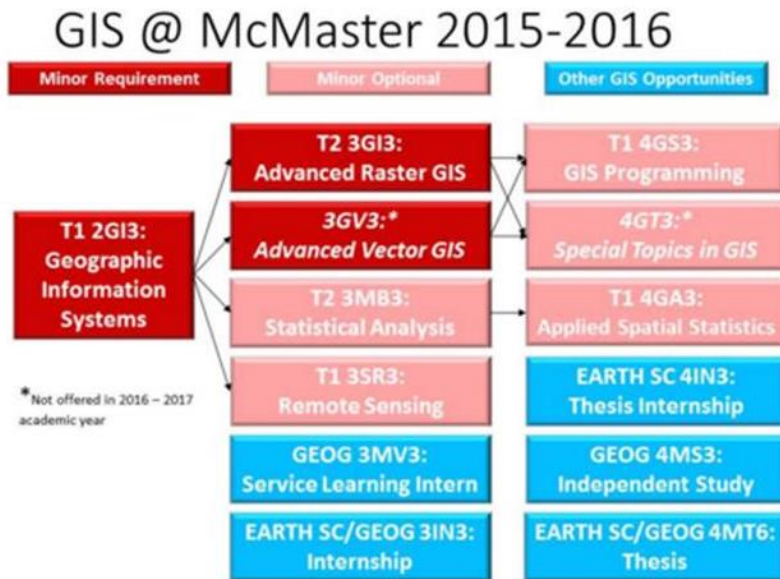 GIS @ McMaster 2015-2016
Minor Requirement
Minor Optional
Other GIS Opportunities
T1 2GI3:
Geographic
Information
Systems
T2 3GI3:
Advanced Raster GIS
3GV3:*
Advanced Vector GIS
T2 3MB3:
Statistical Analysis
T1 3SR3:
Remote Sensing
GEOG 3MV3:
Service Learning Intern
EARTH SC/GEOG 3IN3:
Internship
T1 4GS3:
GIS Programming
4GT3:*
Special Topics in GIS
T1 4GA3:
Applied Spatial Statistics
EARTH SC 4IN3:
Thesis Internship
GEOG 4MS3:
Independent Study
EARTH SC/GEOG 4MT6:
Thesis
*Not offered in 2016 – 2017
academic year